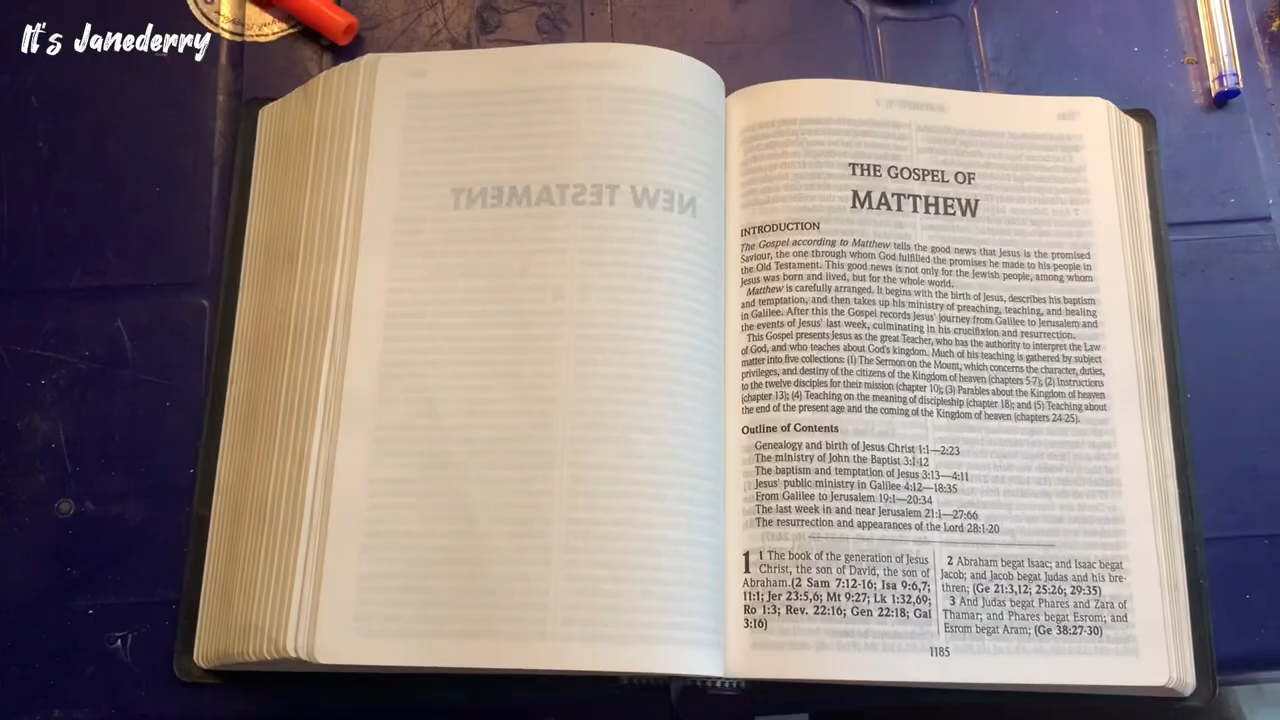 It's Janederry
NEW TESTAMENT
THE GOSPEL OF
MATTHEW
INTRODUCTION
The Gospel according to Matthew tells the good news that Jesus is the promised
Saviour, the one through whom God fulfilled the promises he made to his people in
the Old Testament. This good news is not only for the Jewish people, among whom
Jesus was born and lived, but for the whole world.
Matthew is carefully arranged. It begins with the birth of Jesus, describes his baptism
and temptation, and then takes up his ministry of preaching, teaching, and healing
in Galilee. After this the Gospel records Jesus' journey from Galilee to Jerusalem and
the events of Jesus' last week, culminating in his crucifixion and resurrection.
This Gospel presents Jesus as the great Teacher, who has the authority to interpret the Law
of God, and who teaches about God's kingdom. Much of his teaching is gathered by subject
matter into five collections: (1) The Sermon on the Mount, which concerns the character, duties,
privileges, and destiny of the citizens of the Kingdom of heaven (chapters 5-7); (2) Instructions
to the twelve disciples for their mission (chapter 10); (3) Parables about the Kingdom of heaven
(chapter 13); (4) Teaching on the meaning of discipleship (chapter 18); and (5) Teaching about
the end of the present age and the coming of the Kingdom of heaven (chapters 24-25).
Outline of Contents
Genealogy and birth of Jesus Christ 1:1—2:23
The ministry of John the Baptist 3:1-12
The baptism and temptation of Jesus 3:13—4:11
Jesus' public ministry in Galilee 4:12—18:35
From Galilee to Jerusalem 19:1—20:34
The last week in and near Jerusalem 21:1—27:66
The resurrection and appearances of the Lord 28:1-20
1 1 The book of the generation of Jesus
Christ, the son of David, the son of
Abraham.(2 Sam 7:12-16; Isa 9:6,7;
11:1; Jer 23:5,6; Mt 9:27; Lk 1:32,69;
Ro 1:3; Rev. 22:16; Gen 22:18; Gal
3:16)
2 Abraham begat Isaac; and Isaac begat
Jacob; and Jacob begat Judas and his bre-
thren; (Ge 21:3,12; 25:26; 29:35)
3 And Judas begat Phares and Zara of
Thamar; and Phares begat Esrom; and
Esrom begat Aram; (Ge 38:27-30)
1185